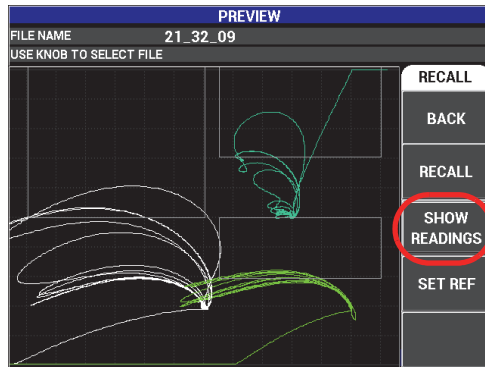 PREVIEW
FILE NAME 21_32_09
USE KNOB TO SELECT FILE
RECALL
BACK
RECALL
SHOW
READINGS
SET REF